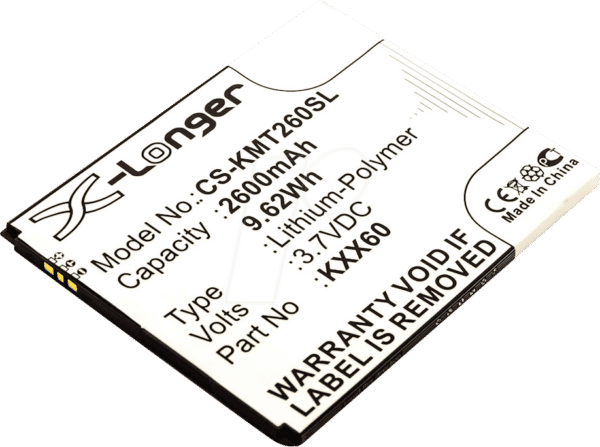 X-Longer
Model No.: CS-KMT260SL
Capacity: 2600mAh
9.62Wh
Type Lithium-Polymer
Volts 3.7VDC
Part No KXX60
WARRANTY VOID IF
LABEL IS REMOVED
CE
Made In China